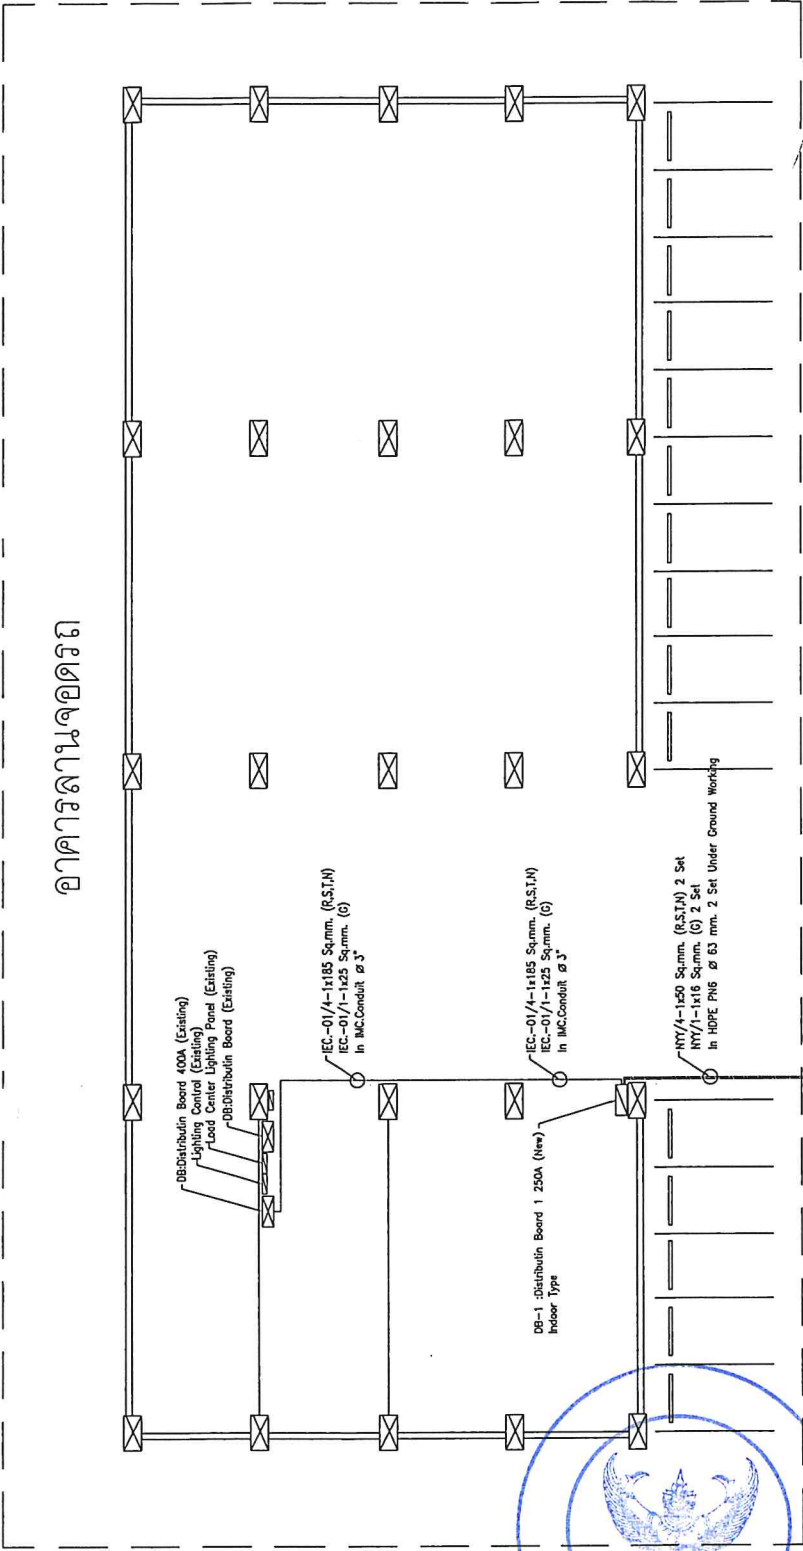 อาคารลานจอดรถ
DB:Distributin Board 400A (Existing)
Lighting Control (Existing)
Load Center Lighting Panel (Existing)
DB:Distributin Board (Existing)
IEC.-01/4-1x185 Sq.mm. (R,S,T,N)
IEC.-01/1-1x25 Sq.mm. (G)
In IMC.Conduit ø 3"
IEC.-01/4-1x185 Sq.mm. (R,S,T,N)
IEC.-01/1-1x25 Sq.mm. (G)
In IMC.Conduit ø 3"
DB-1 :Distributin Board 1 250A (New)
Indoor Type
NYY/4-1x50 Sq.mm. (R,S,T,N) 2 Set
NYY/1-1x16 Sq.mm. (G) 2 Set
In HDPE PN6 ø 63 mm. 2 Set Under Ground Working